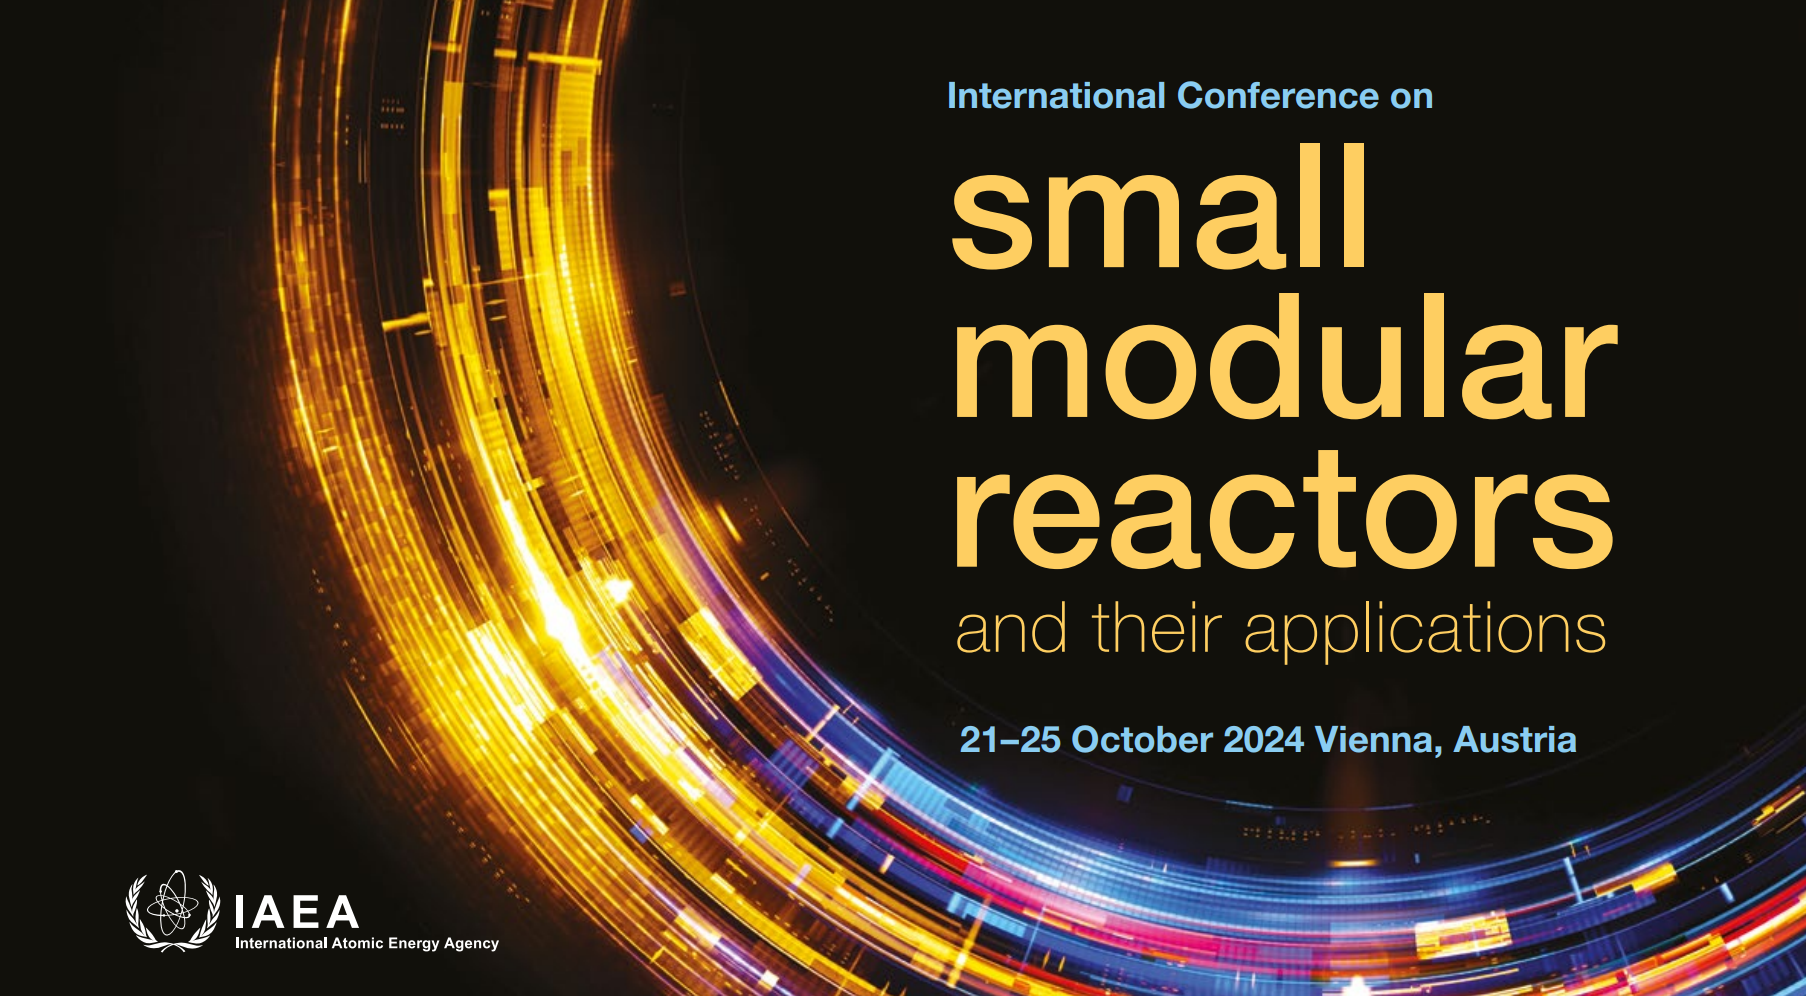 International Conference on
small
modular
reactors
and their applications
21–25 October 2024 Vienna, Austria
IAEA
International Atomic Energy Agency